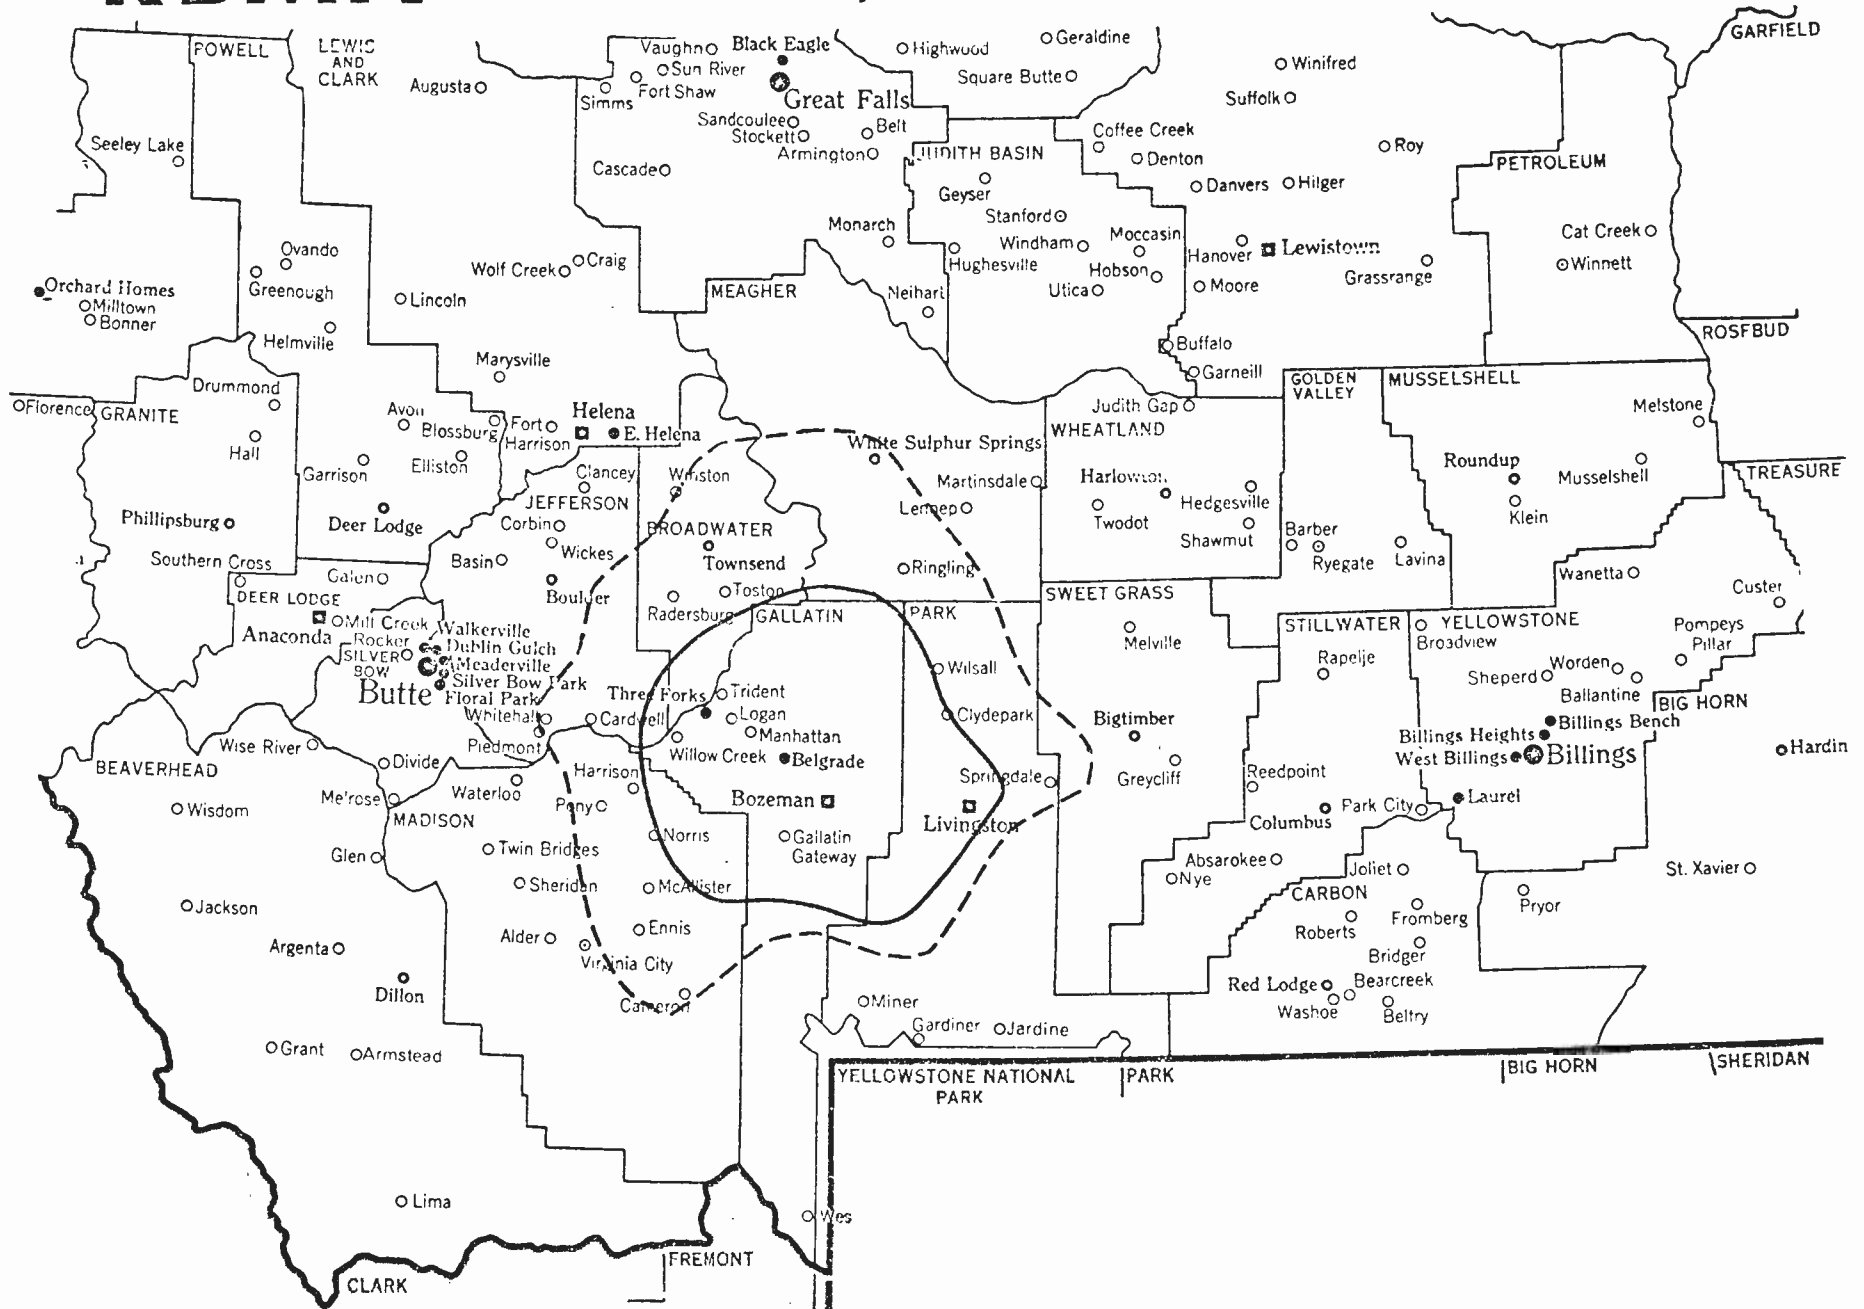 POWELL
LEWIS
AND
CLARK
Augusta
Vaughn
Black Eagle
Sun River
Fort Shaw
Simms
Great Falls
Highwood
Geraldine
Square Butte
Winifred
Suffolk
GARFIELD
Seeley Lake
Sandcoulee
Stockett
Belt
Armington
JUDITH BASIN
Coffee Creek
Denton
Roy
PETROLEUM
Cascade
Geyser
Danvers
Hilger
Stanford
Monarch
Windham
Moccasin
Hanover
Lewistown
Cat Creek
Ovando
Wolf Creek
Craig
Hughesville
Hobson
Winnett
Grassrange
Orchard Homes
Greenough
MEAGHER
Neihart
Utica
Moore
Milltown
Bonner
Lincoln
Helmville
Buffalo
ROSFBUD
Marysville
Garneill
GOLDEN
VALLEY
MUSSELSHELL
Drummond
Florence
GRANITE
Avon
Blossburg
Fort
Harrison
Helena
E. Helena
Judith Gap
WHEATLAND
Melstone
Hall
White Sulphur Springs
Garrison
Elliston
Clancey
Winston
Martinsdale
Harlowton
Hedgesville
Roundup
Musselshell
TREASURE
JEFFERSON
Lennep
Twodot
Klein
Phillipsburg
Deer Lodge
Corbin
BROADWATER
Shawmut
Barber
Ryegate
Lavina
Southern Cross
Basin
Wickes
Townsend
Ringling
Wanetta
Galen
Boulder
Toston
SWEET GRASS
Custer
DEER LODGE
Radersburg
GALLATIN
PARK
STILLWATER
YELLOWSTONE
Mill Creek
Anaconda
Walkerville
Rocker
Dublin Gulch
SILVER
BOW
Meaderville
Silver Bow Park
Butte
Floral Park
Melville
Broadview
Pompeys
Pillar
Rapelje
Worden
Sheperd
Ballantine
Wilsall
Three Forks
Trident
BIG HORN
Whitehall
Cardwell
Logan
Clydepark
Bigtimber
Billings Bench
Manhattan
Billings Heights
Wise River
Piedmont
Willow Creek
Belgrade
West Billings
Billings
Hardin
BEAVERHEAD
Divide
Harrison
Springdale
Greycliff
Reedpoint
Me'rose
Waterloo
Pony
Bozeman
Livingston
Park City
Laurel
Wisdom
MADISON
Columbus
Norris
Gallatin
Gateway
Glen
Twin Bridges
Absarokee
Joliet
St. Xavier
Nye
Sheridan
McAllister
CARBON
Pryor
Jackson
Fromberg
Roberts
Argenta
Alder
Ennis
Bridger
Virginia City
Dillon
Red Lodge
Bearcreek
Cameron
Miner
Washoe
Beltry
Gardiner
Jardine
Grant
Armstead
YELLOWSTONE NATIONAL
PARK
PARK
BIG HORN
SHERIDAN
Lima
Wes
FREMONT
CLARK